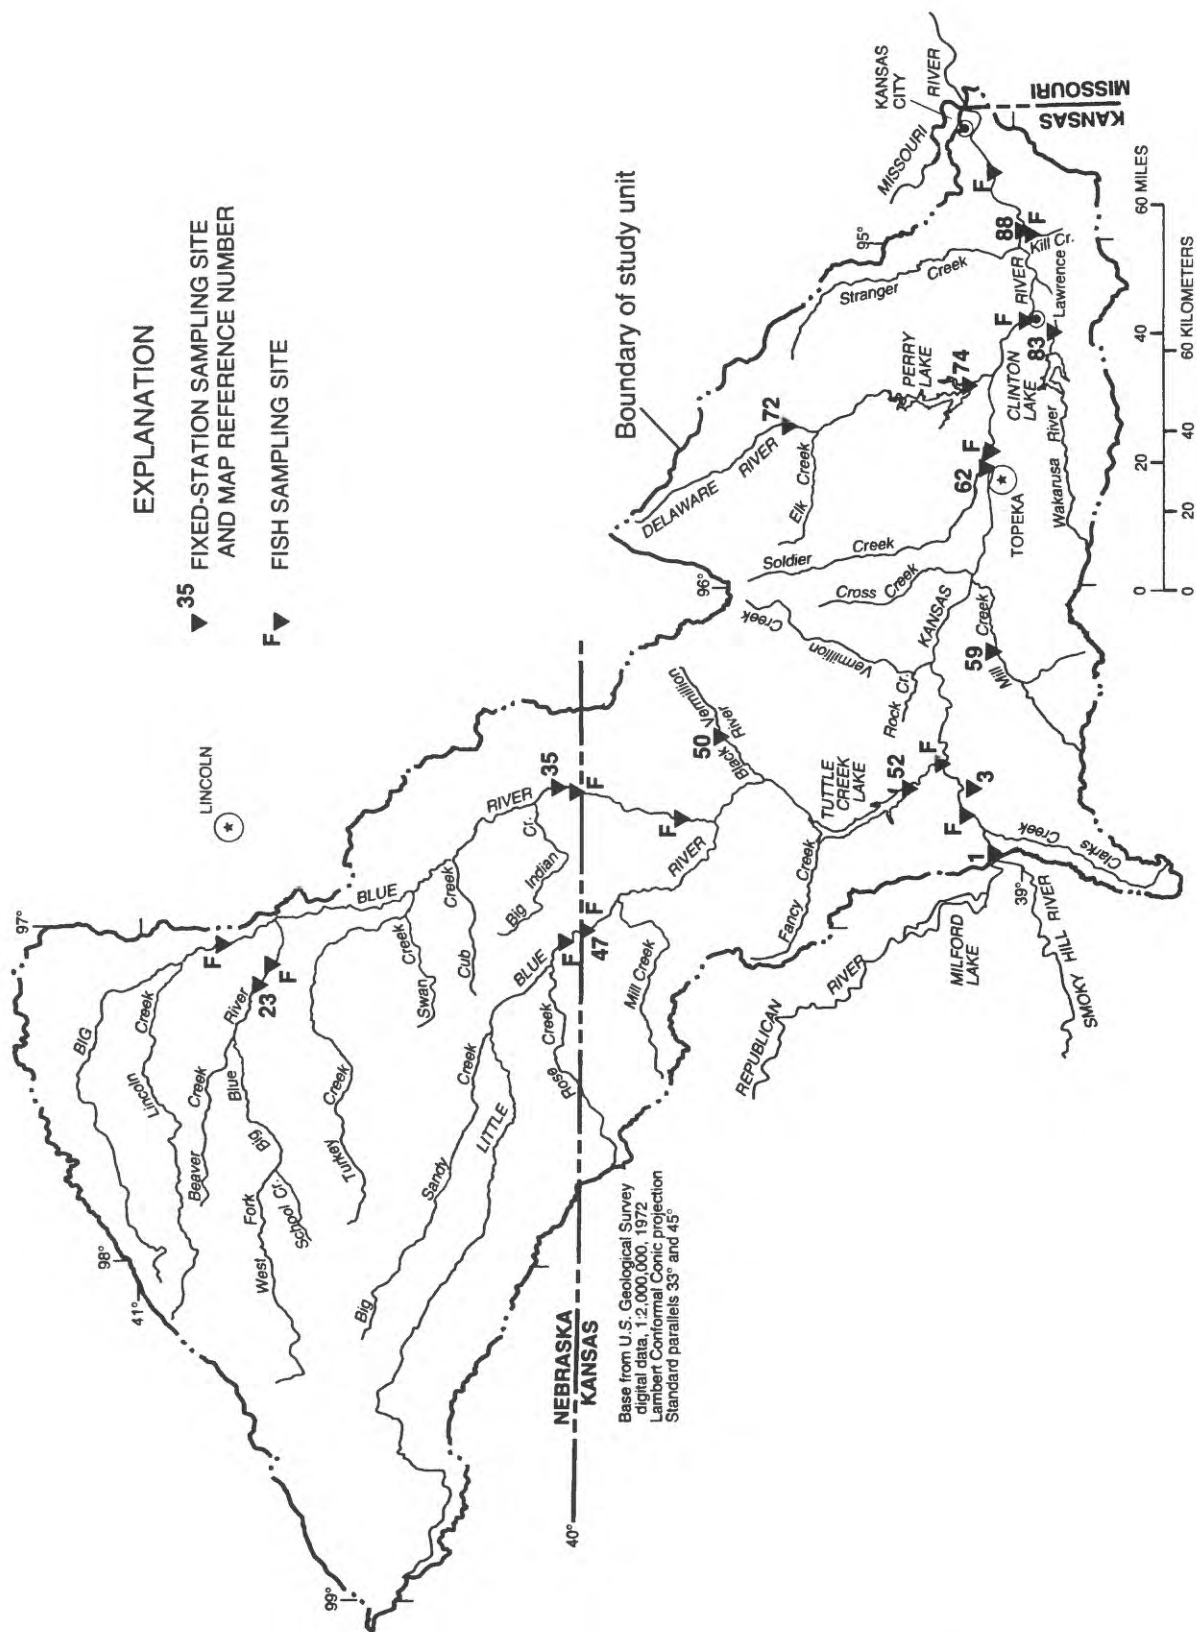 EXPLANATION
35 FIXED-STATION SAMPLING SITE
AND MAP REFERENCE NUMBER
F FISH SAMPLING SITE
LINCOLN
Boundary of study unit
97°
98°
41°
99°
40°
96°
95°
39°
BIG
BLUE
RIVER
Lincoln
Creek
F
Beaver
Creek
West
Fork
Big
Blue
River
School Cr.
23
F
Turkey
Creek
Swan
Creek
Cub
Creek
Big
Indian
Cr.
35
F
F
Big
Sandy
Creek
LITTLE
BLUE
RIVER
Rose
Creek
F
47
F
Mill Creek
NEBRASKA
KANSAS
Base from U.S. Geological Survey
digital data, 1:2,000,000, 1972
Lambert Conformal Conic projection
Standard parallels 33° and 45°
Black
Vermillion
River
50
Fancy
Creek
TUTTLE
CREEK
LAKE
52
F
REPUBLICAN
RIVER
MILFORD
LAKE
SMOKY HILL RIVER
1
F
3
Clarks
Creek
Rock Cr.
Vermillion
Creek
KANSAS
RIVER
Cross
Creek
Mill
Creek
59
Soldier
Creek
62
F
TOPEKA
DELAWARE
RIVER
72
Elk
Creek
PERRY
LAKE
74
CLINTON
LAKE
Wakarusa
River
83
Lawrence
F
Stranger
Creek
88
F
Kill Cr.
F
MISSOURI
RIVER
KANSAS
CITY
KANSAS
MISSOURI
0 20 40 60 MILES
0 20 40 60 KILOMETERS